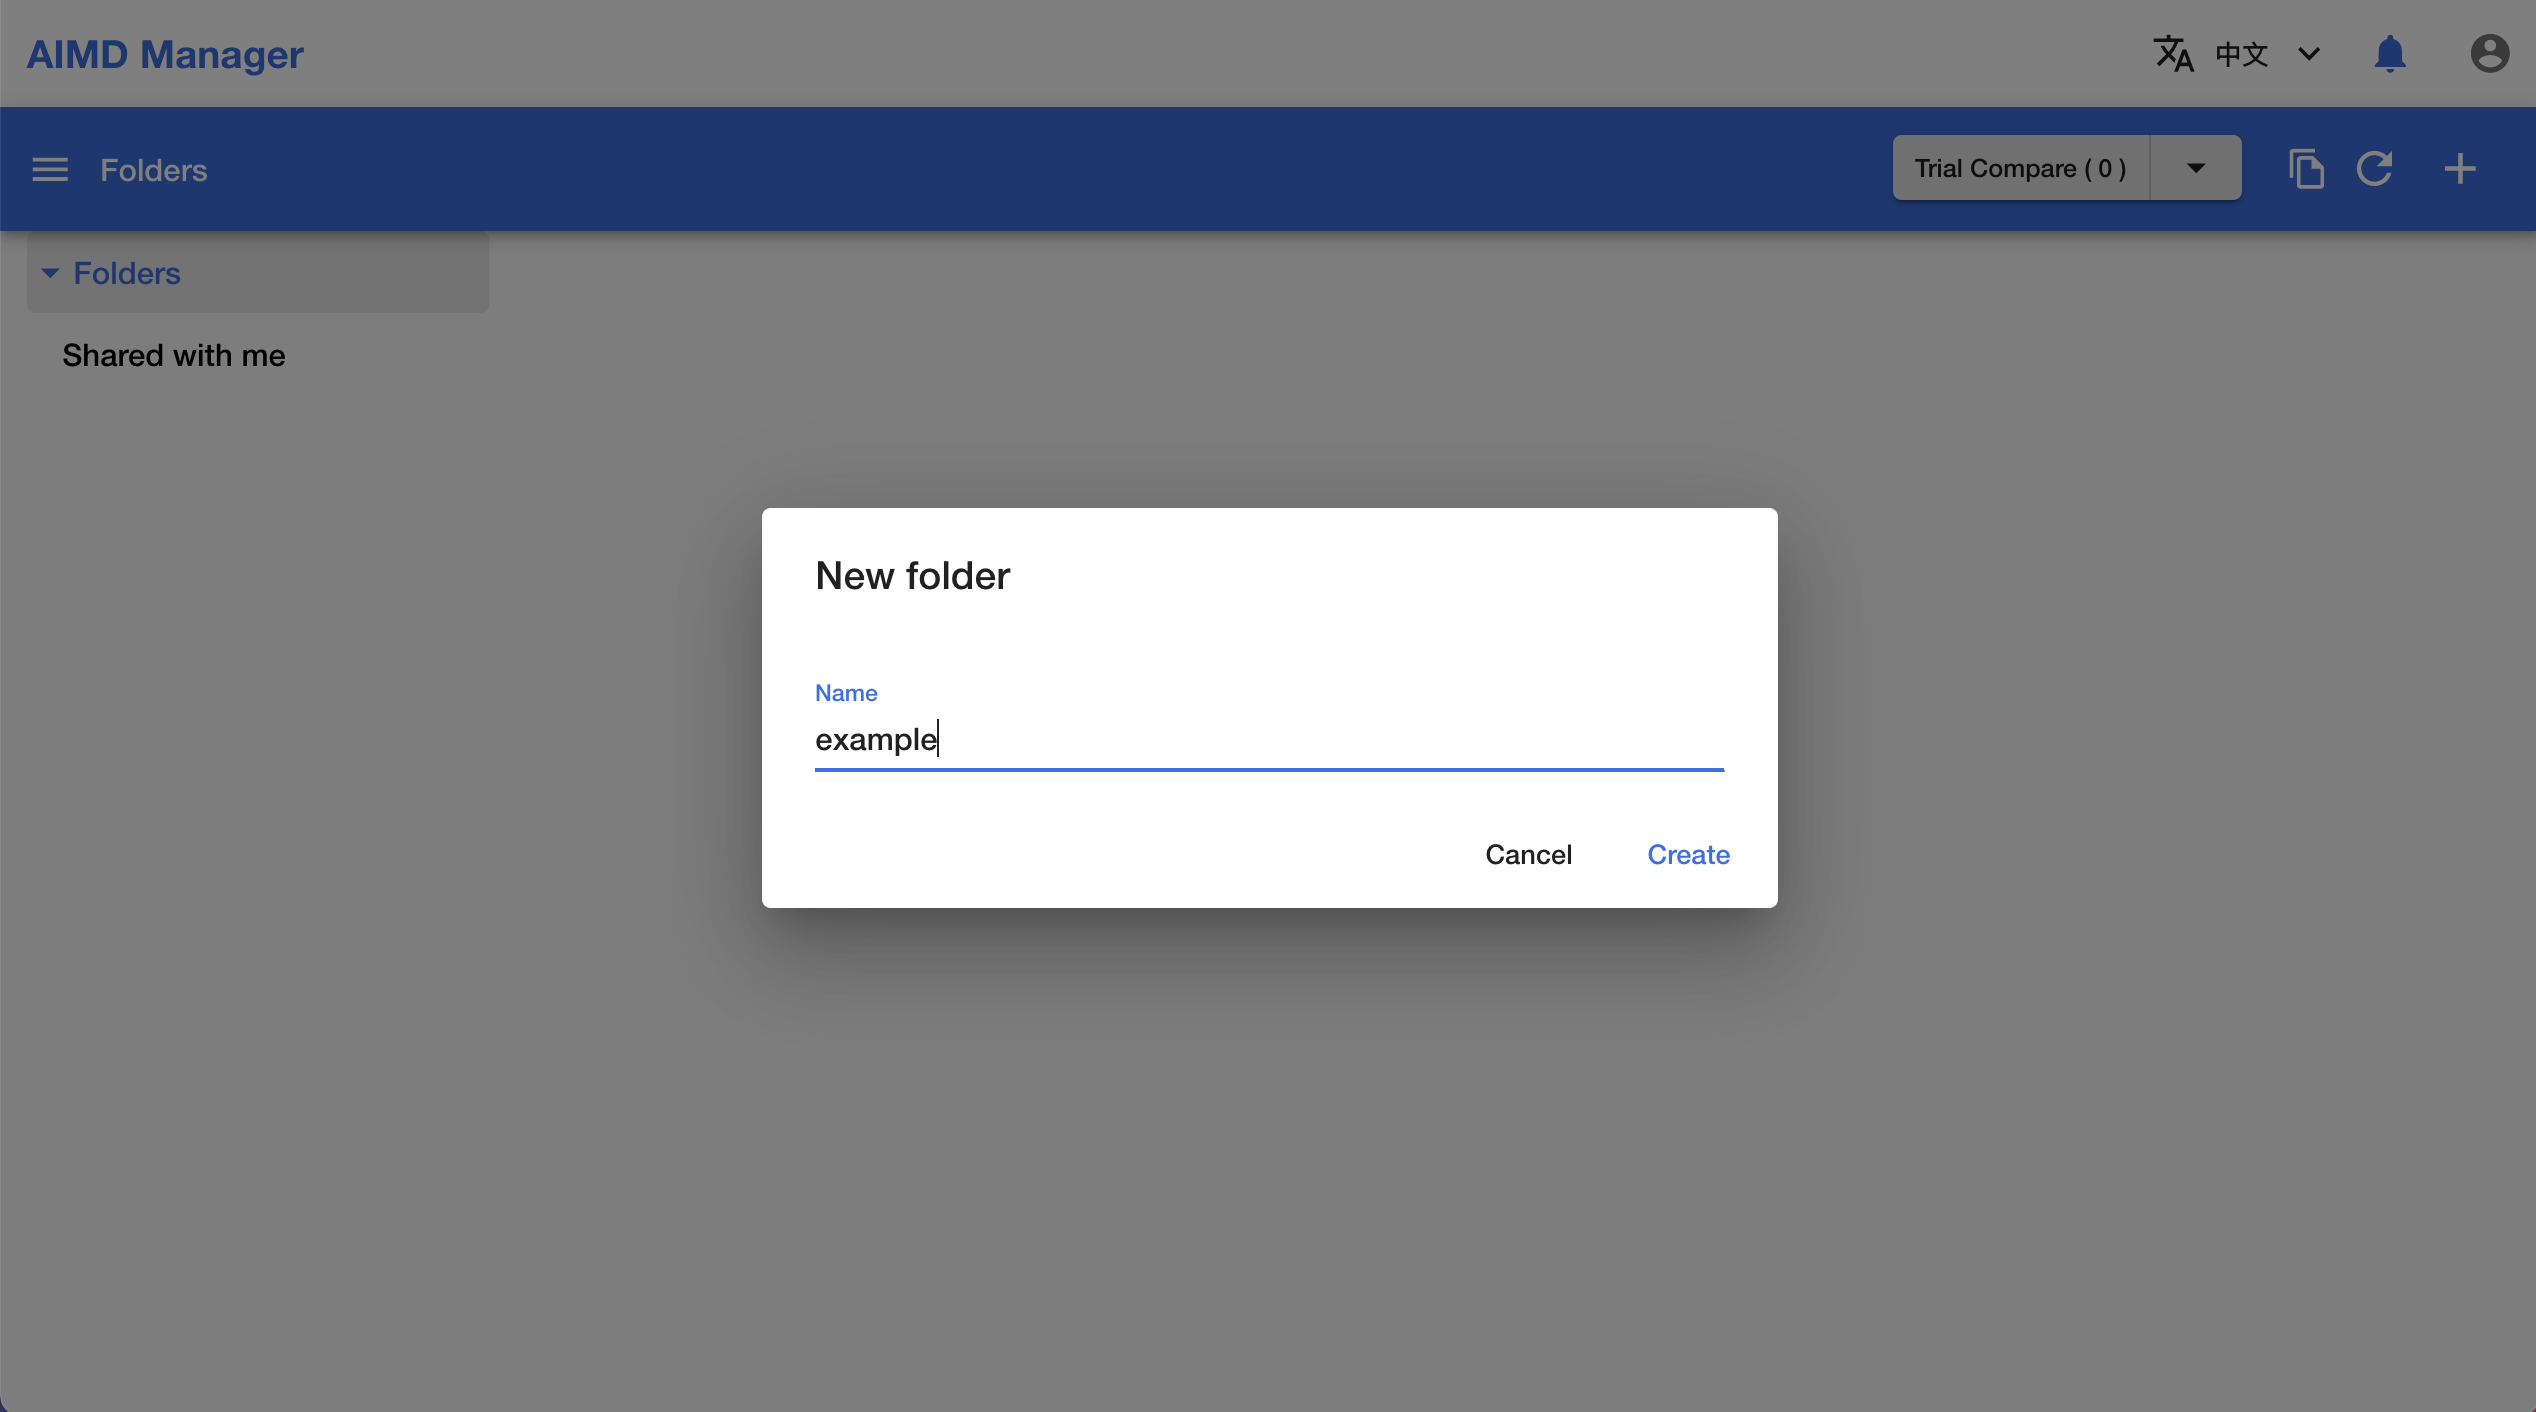 AIMD Manager
中文
Folders
Trial Compare ( 0 )
Folders
Shared with me
New folder
Name
example
Cancel
Create